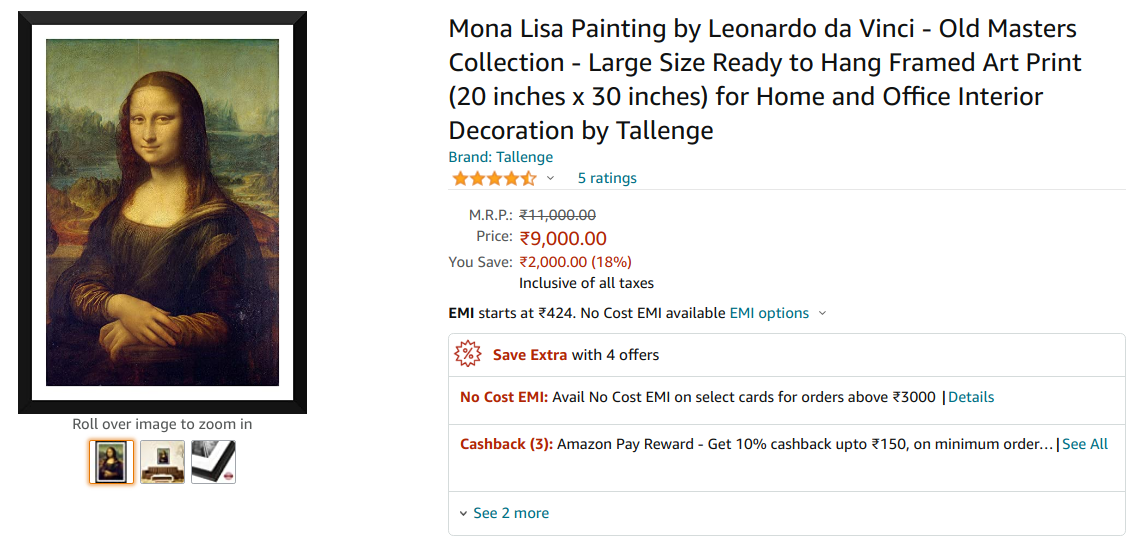 Mona Lisa Painting by Leonardo da Vinci - Old Masters
Collection - Large Size Ready to Hang Framed Art Print
(20 inches x 30 inches) for Home and Office Interior
Decoration by Tallenge
Brand: Tallenge
5 ratings
M.R.P.: ₹11,000.00
Price: ₹9,000.00
You Save: ₹2,000.00 (18%)
Inclusive of all taxes
EMI starts at ₹424. No Cost EMI available EMI options
% Save Extra with 4 offers
No Cost EMI: Avail No Cost EMI on select cards for orders above ₹3000 | Details
Cashback (3): Amazon Pay Reward - Get 10% cashback upto ₹150, on minimum order... | See All
See 2 more
Roll over image to zoom in